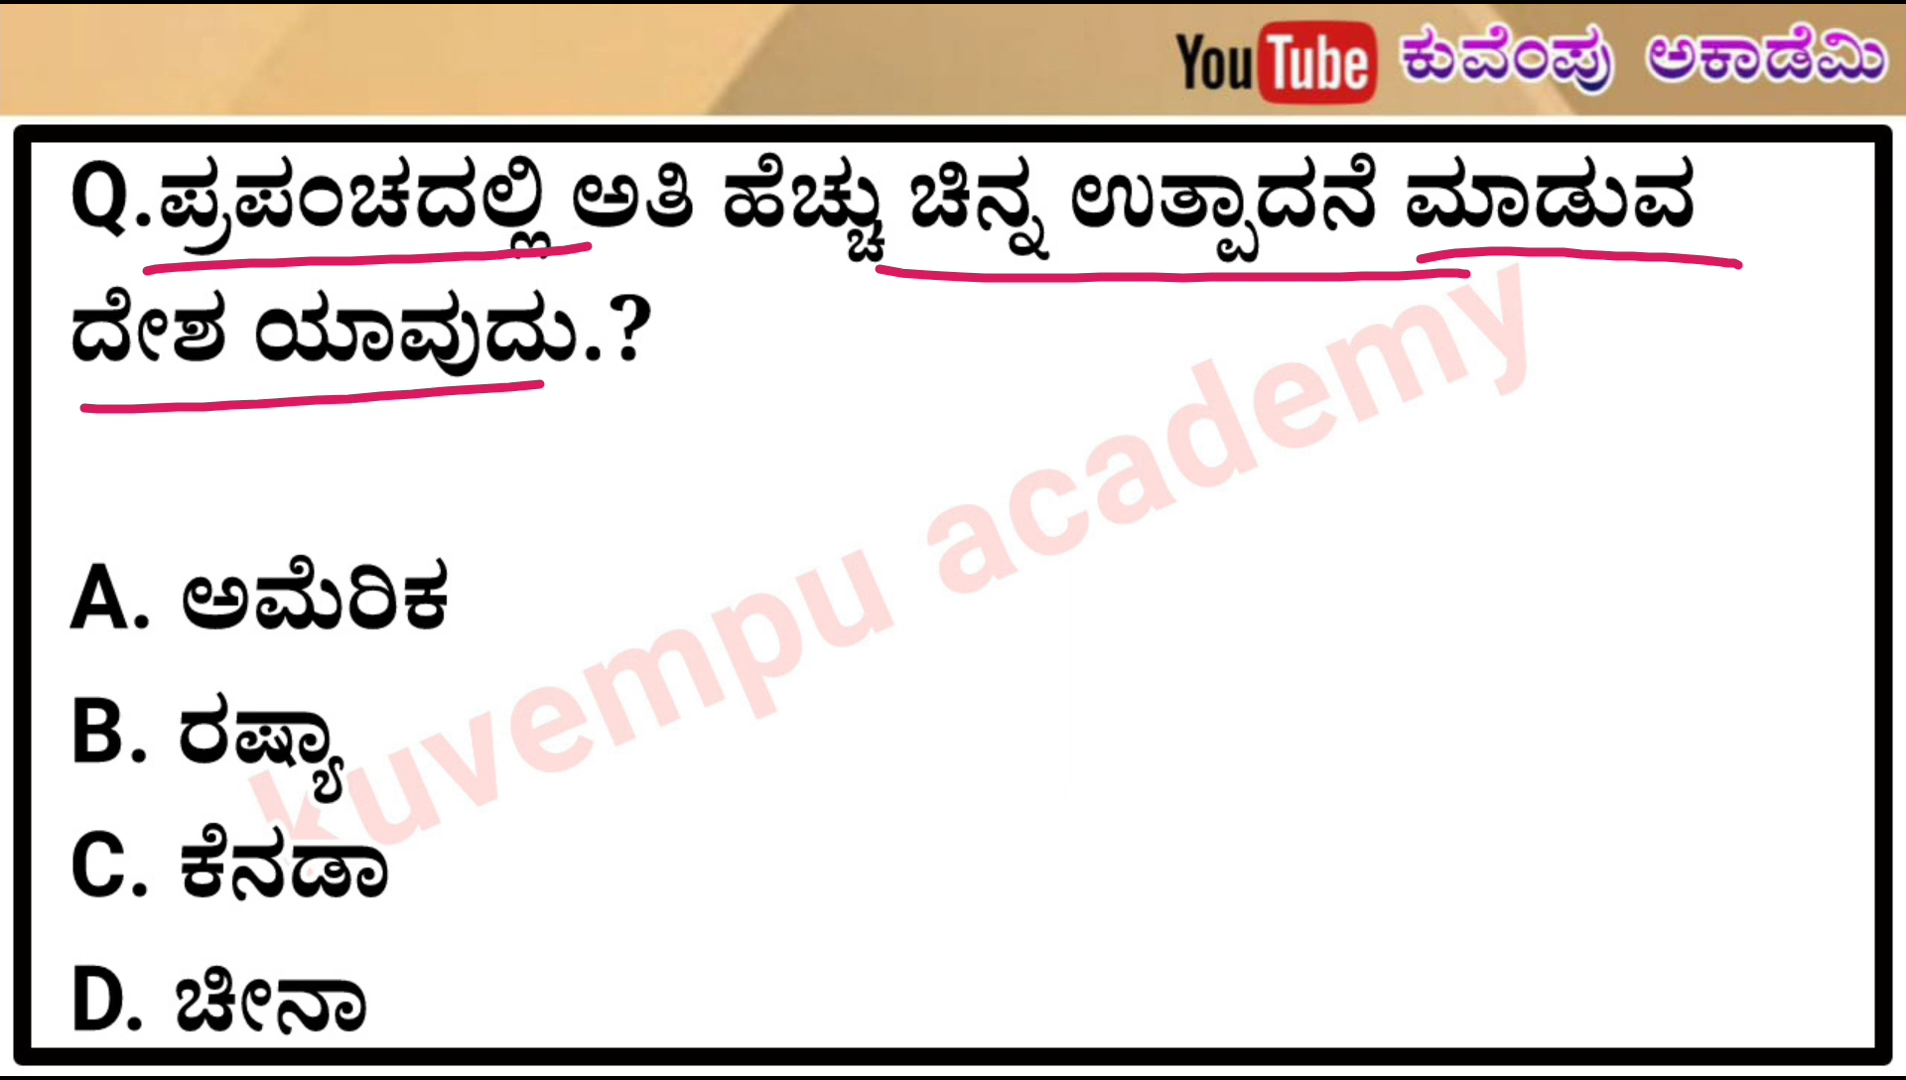 YouTube ಕುವೆಂಪು ಅಕಾಡೆಮಿ
Q.ಪ್ರಪಂಚದಲ್ಲಿ ಅತಿ ಹೆಚ್ಚು ಚಿನ್ನ ಉತ್ಪಾದನೆ ಮಾಡುವ
ದೇಶ ಯಾವುದು.?
A. ಅಮೆರಿಕ
B. ರಷ್ಯಾ
C. ಕೆನಡಾ
D. ಚೀನಾ
kuvempu academy